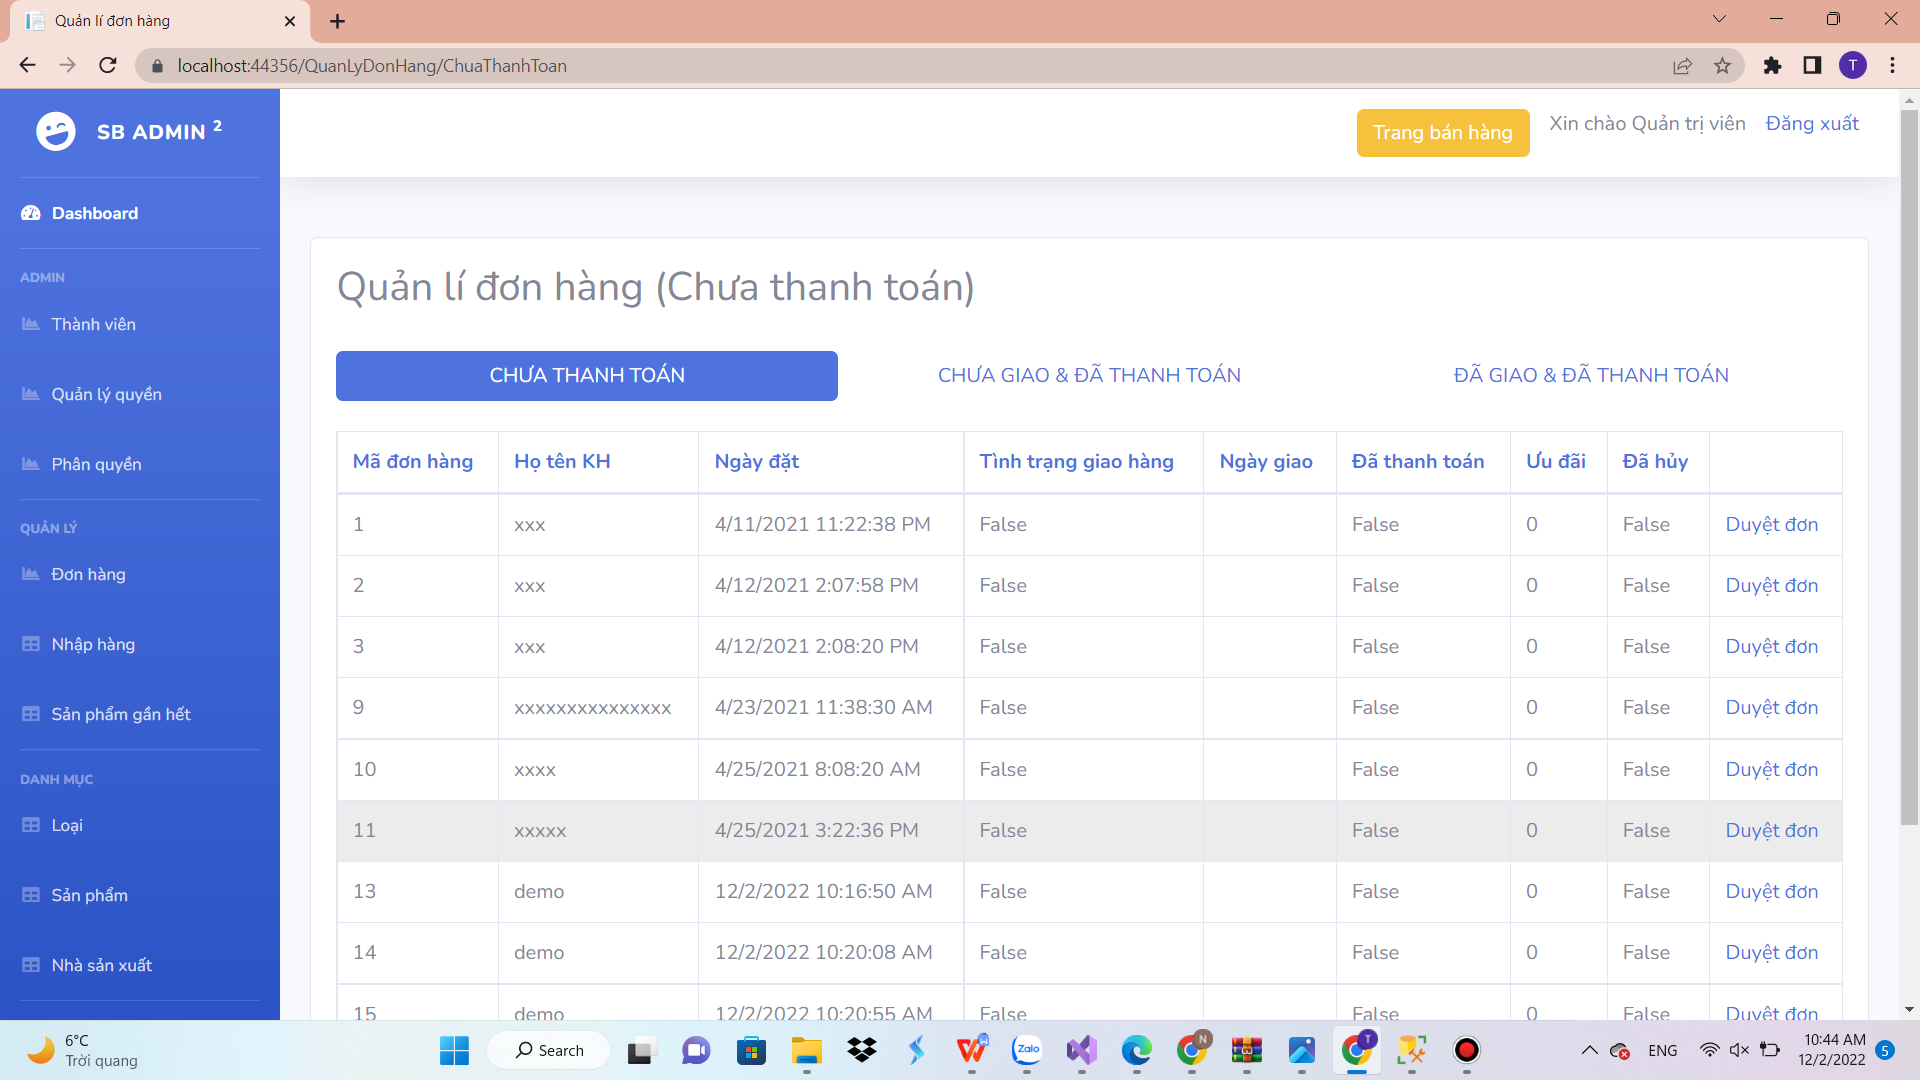 Quản lí đơn hàng
localhost:44356/QuanLyDonHang/ChuaThanhToan
T
SB ADMIN 2
Trang bán hàng
Xin chào Quản trị viên
Đăng xuất
Dashboard
ADMIN
Thành viên
Quản lý quyền
Phân quyền
QUẢN LÝ
Đơn hàng
Nhập hàng
Sản phẩm gần hết
DANH MỤC
Loại
Sản phẩm
Nhà sản xuất
Quản lí đơn hàng (Chưa thanh toán)
CHƯA THANH TOÁN
CHƯA GIAO & ĐÃ THANH TOÁN
ĐÃ GIAO & ĐÃ THANH TOÁN
Mã đơn hàng Họ tên KH Ngày đặt Tình trạng giao hàng Ngày giao Đã thanh toán Ưu đãi Đã hủy
1 xxx 4/11/2021 11:22:38 PM False False 0 False Duyệt đơn
2 xxx 4/12/2021 2:07:58 PM False False 0 False Duyệt đơn
3 xxx 4/12/2021 2:08:20 PM False False 0 False Duyệt đơn
9 xxxxxxxxxxxxxxx 4/23/2021 11:38:30 AM False False 0 False Duyệt đơn
10 xxxx 4/25/2021 8:08:20 AM False False 0 False Duyệt đơn
11 xxxxx 4/25/2021 3:22:36 PM False False 0 False Duyệt đơn
13 demo 12/2/2022 10:16:50 AM False False 0 False Duyệt đơn
14 demo 12/2/2022 10:20:08 AM False False 0 False Duyệt đơn
15 demo 12/2/2022 10:20:55 AM False False 0 False Duyệt đơn
6°C
Trời quang
Search
Zalo
N
T
ENG
10:44 AM
12/2/2022
5